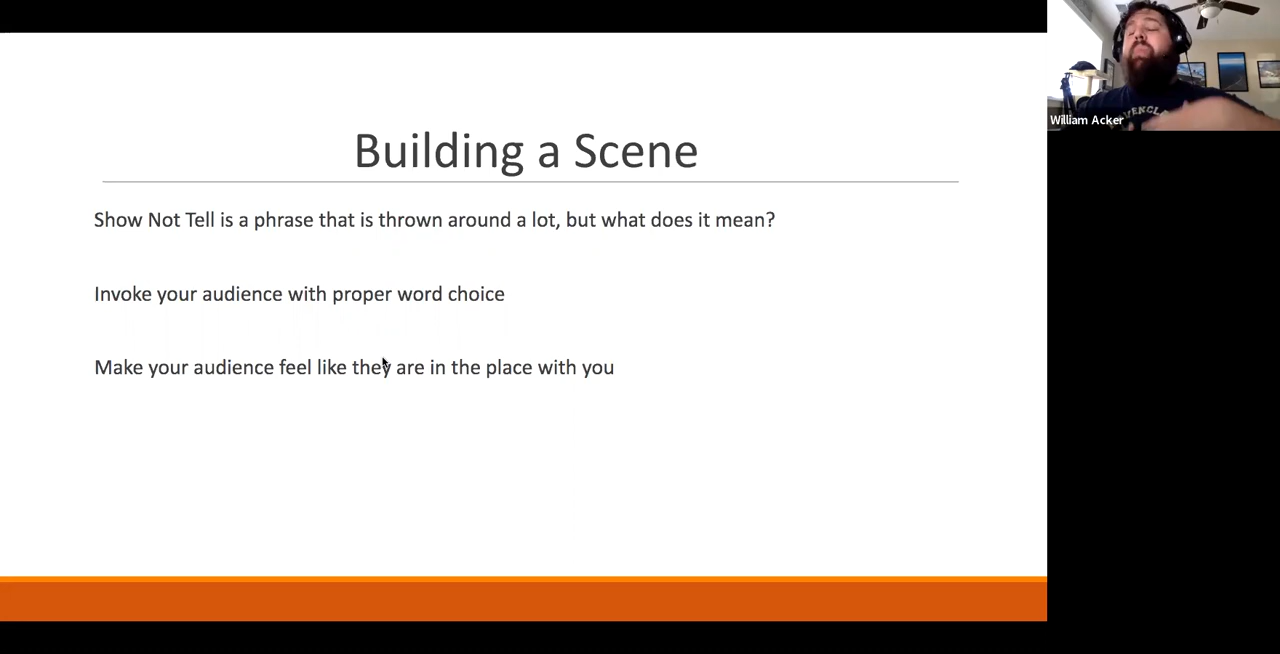 Building a Scene
Show Not Tell is a phrase that is thrown around a lot, but what does it mean?
Invoke your audience with proper word choice
Make your audience feel like they are in the place with you
William Acker